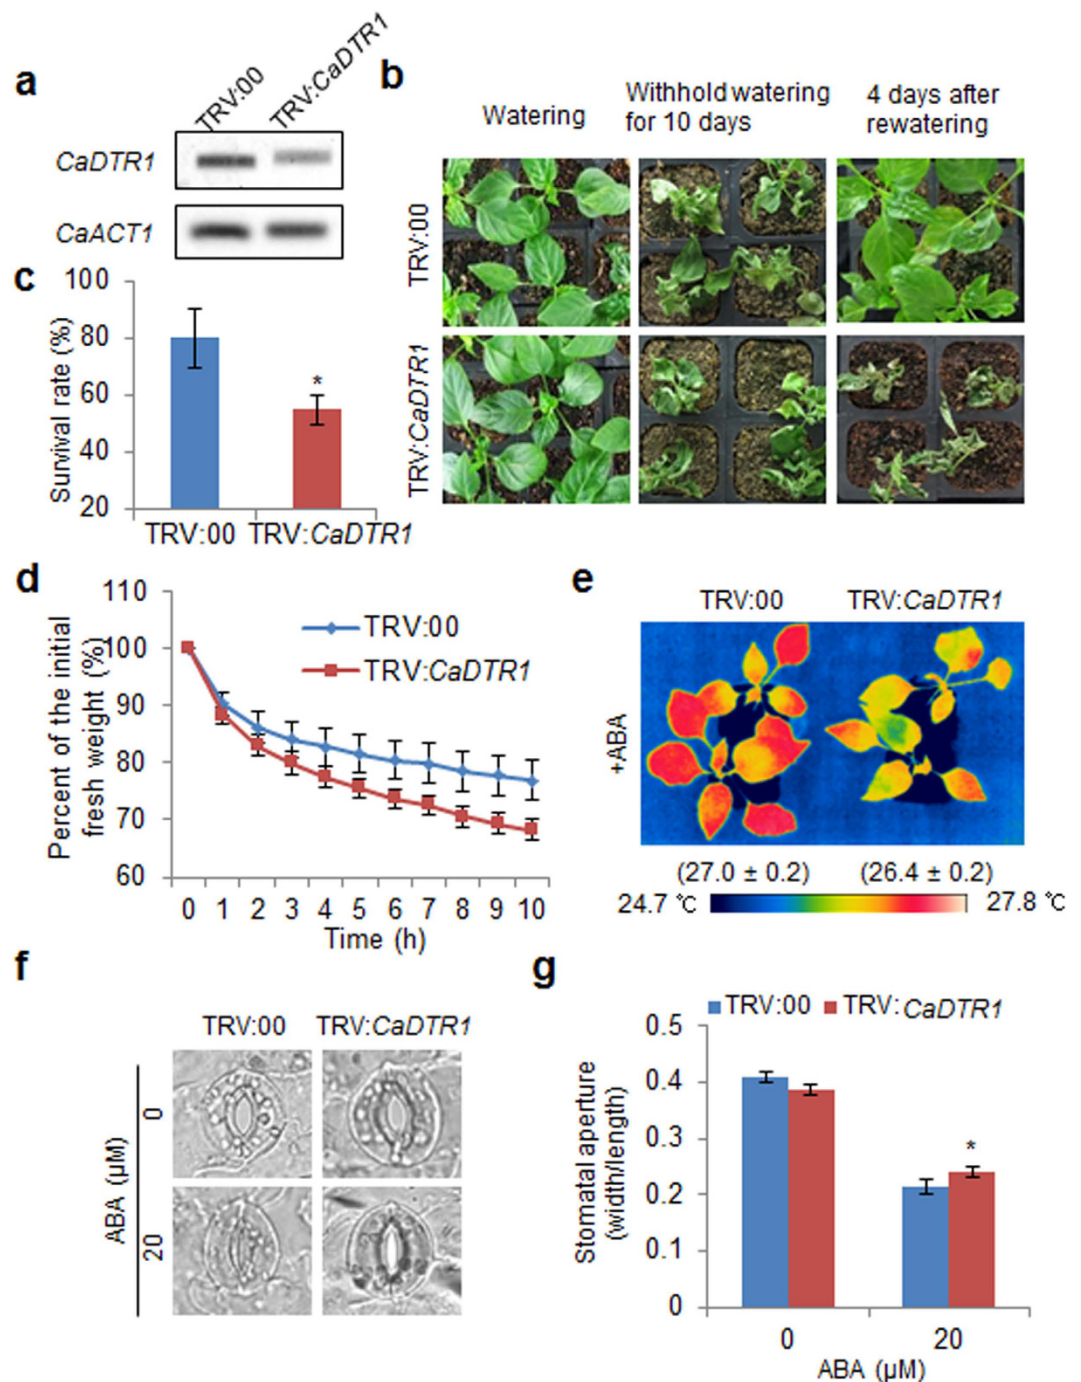 a
TRV:00
TRV:CaDTR1
CaDTR1
CaACT1
b
Watering
Withhold watering
for 10 days
4 days after
rewatering
TRV:00
TRV:CaDTR1
c
Survival rate (%)
100
80
60
40
20
*
TRV:00 TRV:CaDTR1
d
Percent of the initial
fresh weight (%)
110
100
90
80
70
60
TRV:00
TRV:CaDTR1
0 1 2 3 4 5 6 7 8 9 10
Time (h)
e
TRV:00 TRV:CaDTR1
+ABA
(27.0 ± 0.2) (26.4 ± 0.2)
24.7 ℃ 27.8 ℃
f
TRV:00 TRV:CaDTR1
ABA (µM)
0
20
g
TRV:00 TRV:CaDTR1
Stomatal aperture
(width/length)
0.5
0.4
0.3
0.2
0.1
0
*
0 20
ABA (µM)